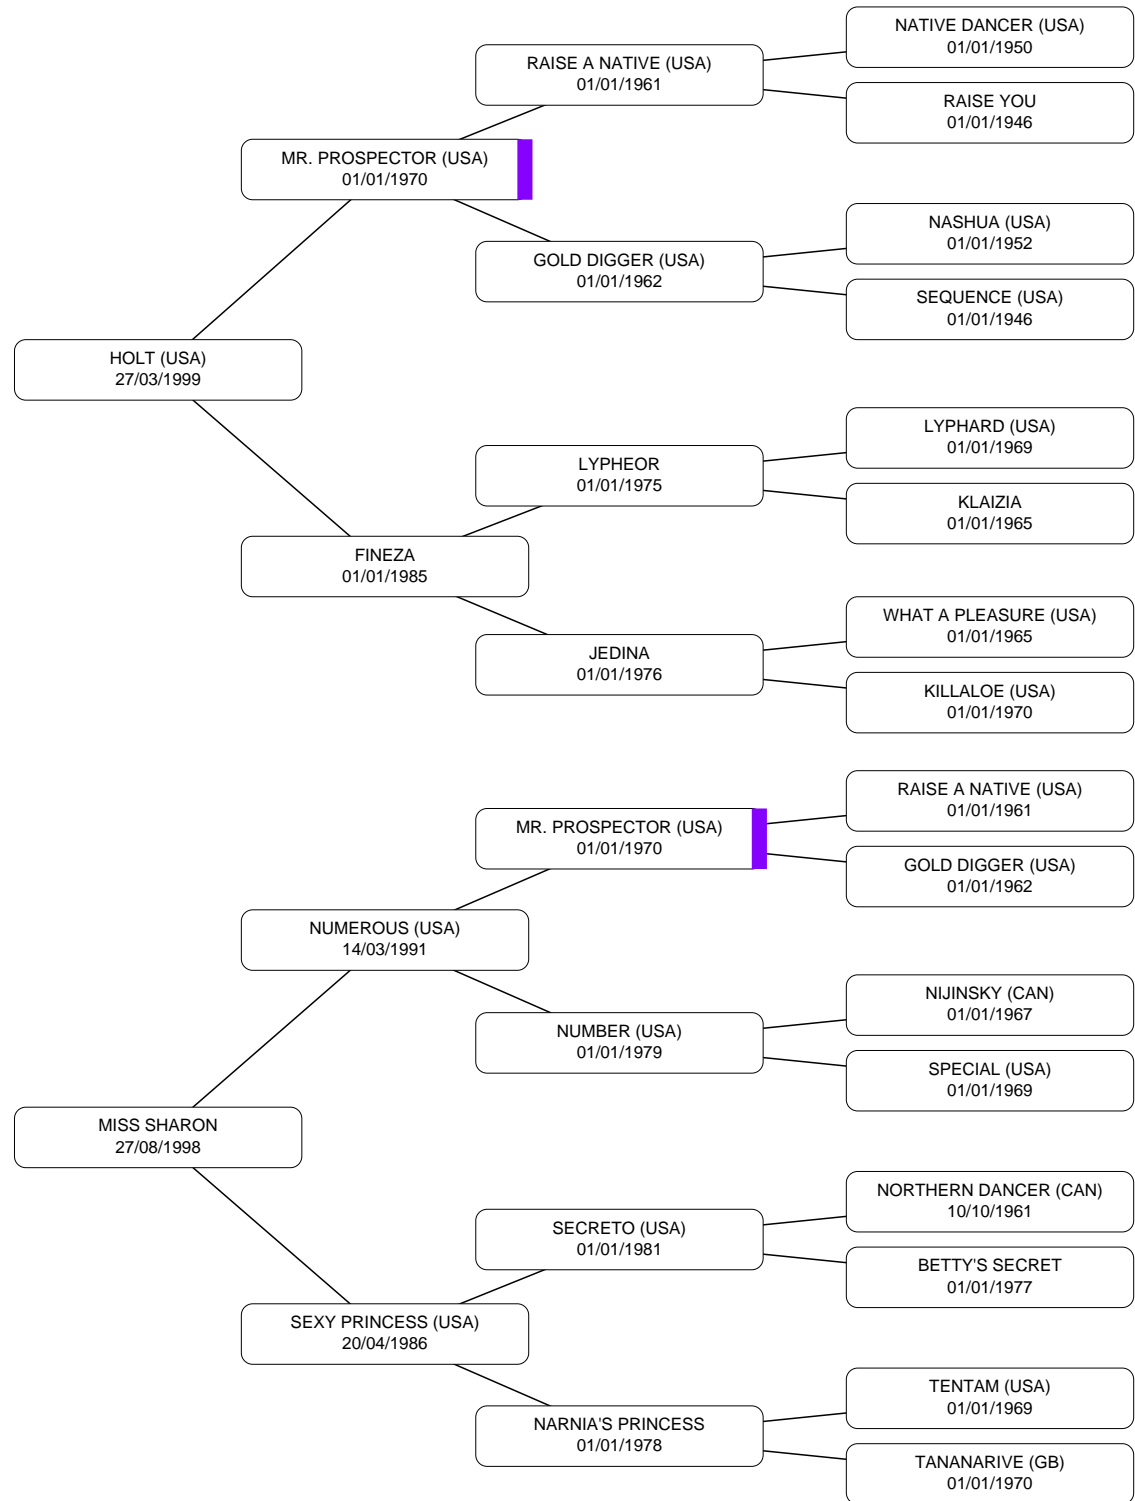 NATIVE DANCER (USA)
01/01/1950
RAISE A NATIVE (USA)
01/01/1961
RAISE YOU
01/01/1946
MR. PROSPECTOR (USA)
01/01/1970
NASHUA (USA)
01/01/1952
GOLD DIGGER (USA)
01/01/1962
SEQUENCE (USA)
01/01/1946
HOLT (USA)
27/03/1999
LYPHARD (USA)
01/01/1969
LYPHEOR
01/01/1975
KLAIZIA
01/01/1965
FINEZA
01/01/1985
WHAT A PLEASURE (USA)
01/01/1965
JEDINA
01/01/1976
KILLALOE (USA)
01/01/1970
RAISE A NATIVE (USA)
01/01/1961
MR. PROSPECTOR (USA)
01/01/1970
GOLD DIGGER (USA)
01/01/1962
NUMEROUS (USA)
14/03/1991
NIJINSKY (CAN)
01/01/1967
NUMBER (USA)
01/01/1979
SPECIAL (USA)
01/01/1969
MISS SHARON
27/08/1998
NORTHERN DANCER (CAN)
10/10/1961
SECRETO (USA)
01/01/1981
BETTY'S SECRET
01/01/1977
SEXY PRINCESS (USA)
20/04/1986
TENTAM (USA)
01/01/1969
NARNIA'S PRINCESS
01/01/1978
TANANARIVE (GB)
01/01/1970